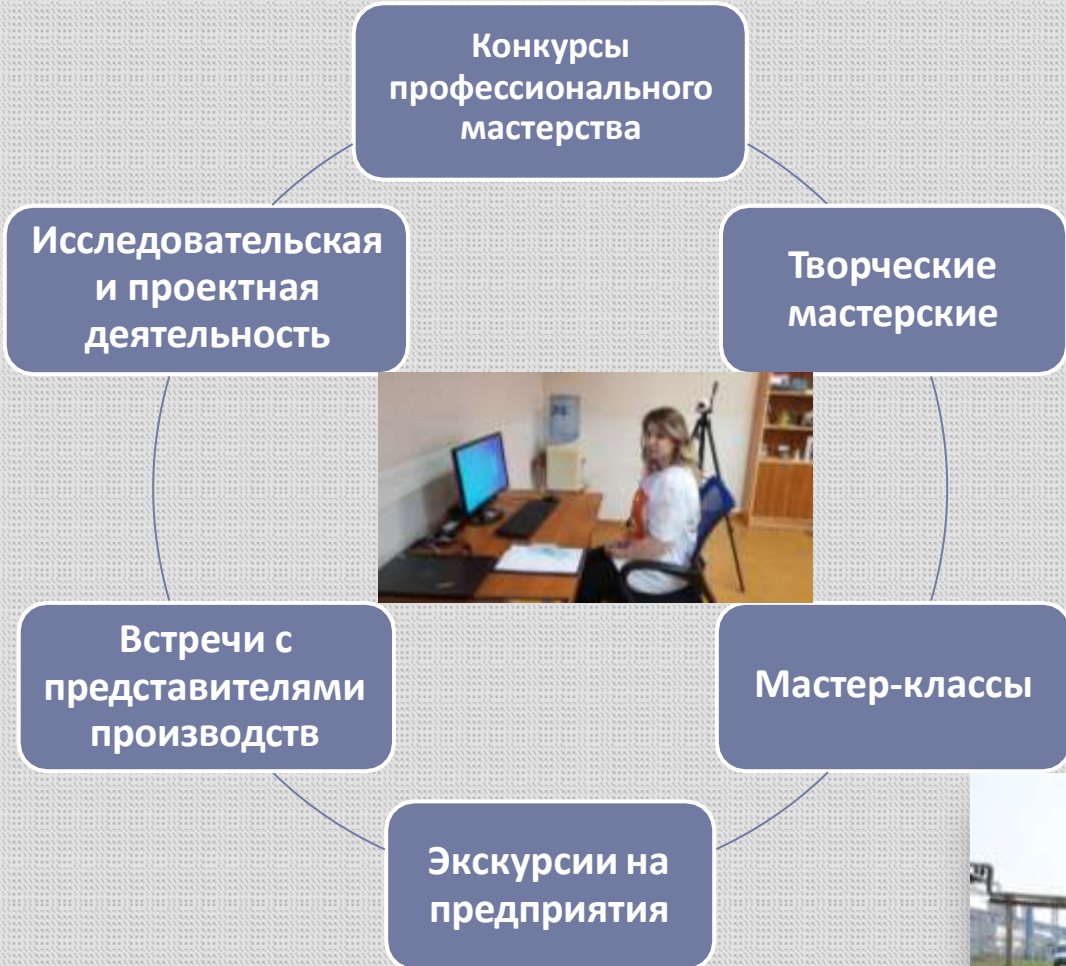 Конкурсы
профессионального
мастерства
Творческие
мастерские
Мастер-классы
Экскурсии на
предприятия
Встречи с
представителями
производств
Исследовательская
и проектная
деятельность